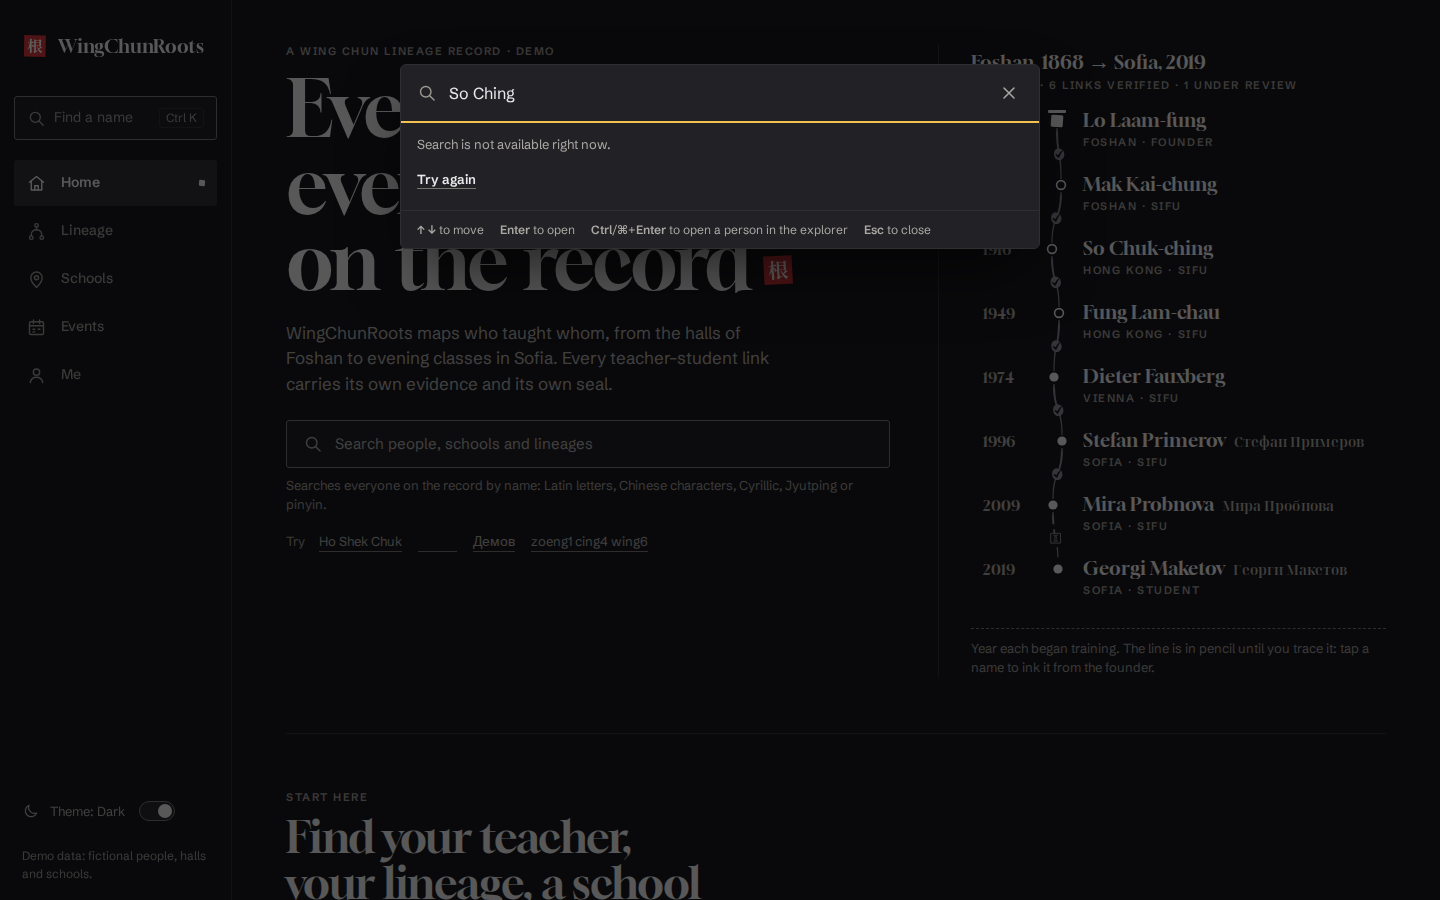 根 WingChunRoots
Find a name Ctrl K
Home
Lineage
Schools
Events
Me
Theme: Dark
Demo data: fictional people, halls
and schools.
A WING CHUN LINEAGE RECORD · DEMO
So Ching
Search is not available right now.
Try again
↑↓ to move Enter to open Ctrl/⌘+Enter to open a person in the explorer Esc to close
on the record 根
WingChunRoots maps who taught whom, from the halls of
Foshan to evening classes in Sofia. Every teacher–student link
carries its own evidence and its own seal.
Search people, schools and lineages
Searches everyone on the record by name: Latin letters, Chinese characters, Cyrillic, Jyutping or
pinyin.
Try Ho Shek Chuk Демов zoeng1 cing4 wing6
Foshan 1868 → Sofia, 2019
· 6 LINKS VERIFIED · 1 UNDER REVIEW
Lo Laam-fung
FOSHAN · FOUNDER
Mak Kai-chung
FOSHAN · SIFU
So Chuk-ching
HONG KONG · SIFU
1949 Fung Lam-chau
HONG KONG · SIFU
1974 Dieter Fauxberg
VIENNA · SIFU
1996 Stefan Primerov Стефан Примеров
SOFIA · SIFU
2009 Mira Probnova Мира Пробнова
SOFIA · SIFU
2019 Georgi Maketov Георги Макетов
SOFIA · STUDENT
Year each began training. The line is in pencil until you trace it: tap a
name to ink it from the founder.
START HERE
Find your teacher,
your lineage, a school